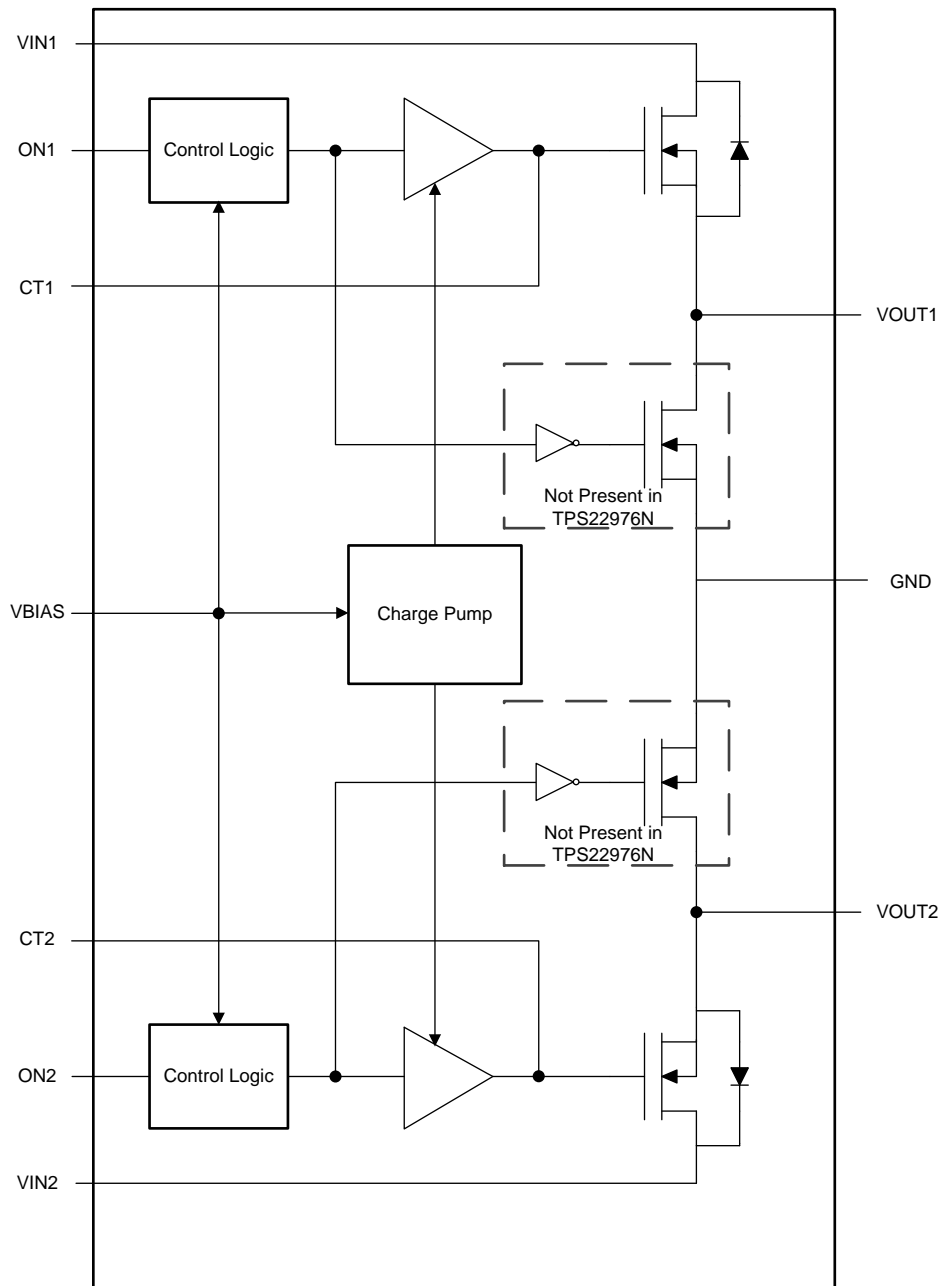 VIN1
ON1
Control Logic
CT1
VOUT1
Not Present in
TPS22976N
GND
VBIAS
Charge Pump
Not Present in
TPS22976N
VOUT2
CT2
ON2
Control Logic
VIN2